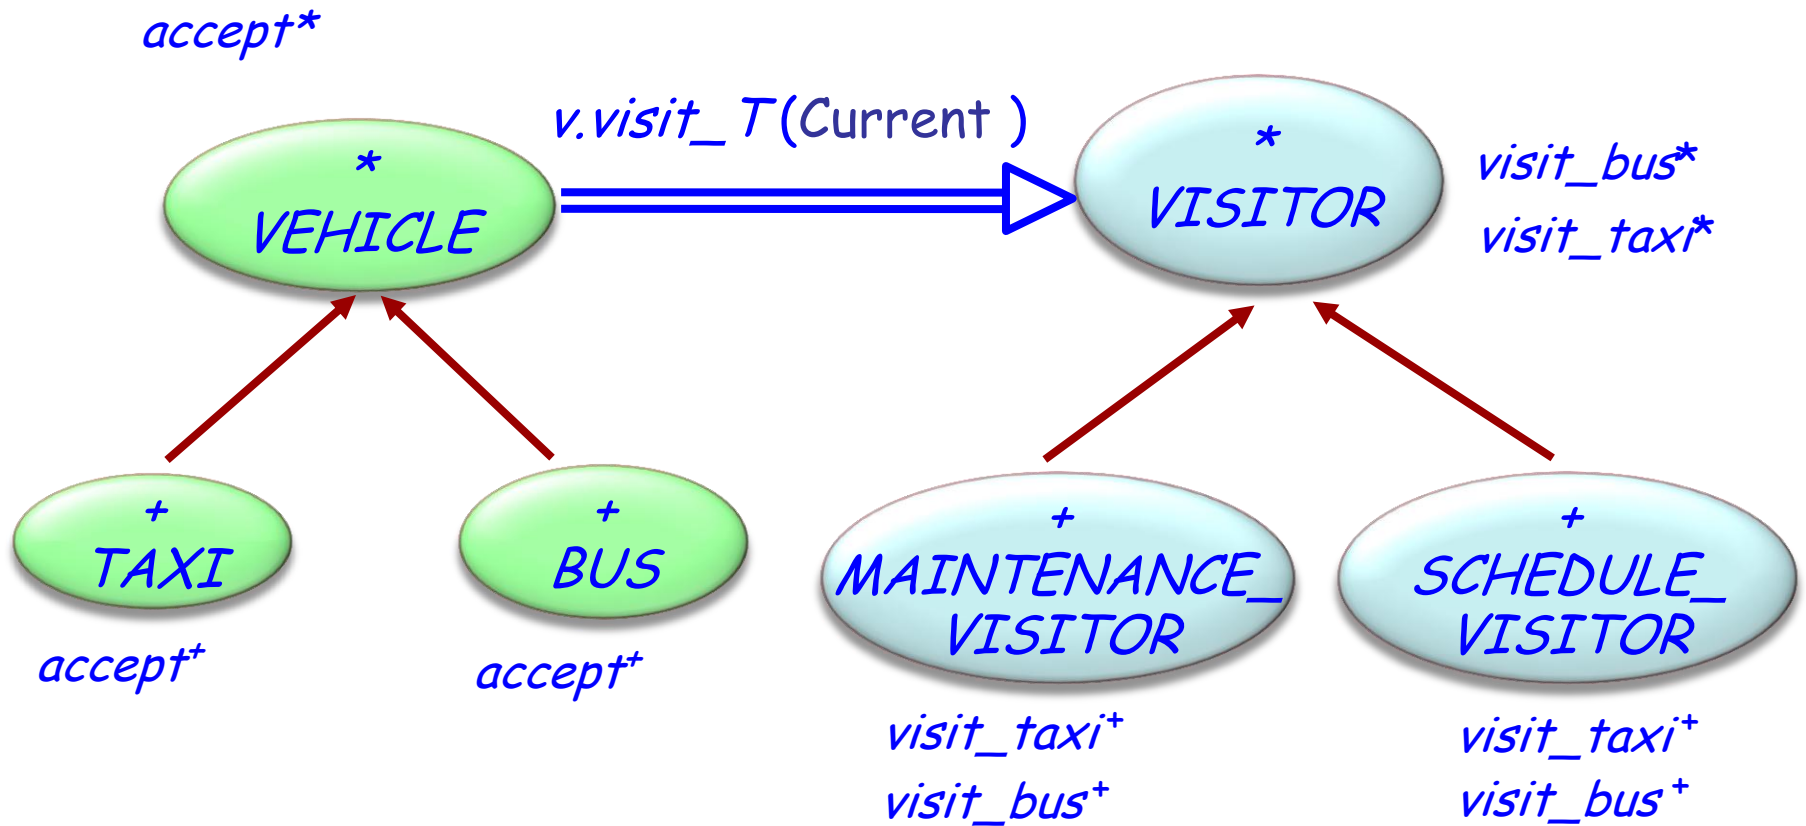 accept*
v.visit_T(Current )
*
VEHICLE
*
VISITOR
visit_bus*
visit_taxi*
+
TAXI
accept+
+
BUS
accept+
+
MAINTENANCE_
VISITOR
visit_taxi+
visit_bus+
+
SCHEDULE_
VISITOR
visit_taxi+
visit_bus+